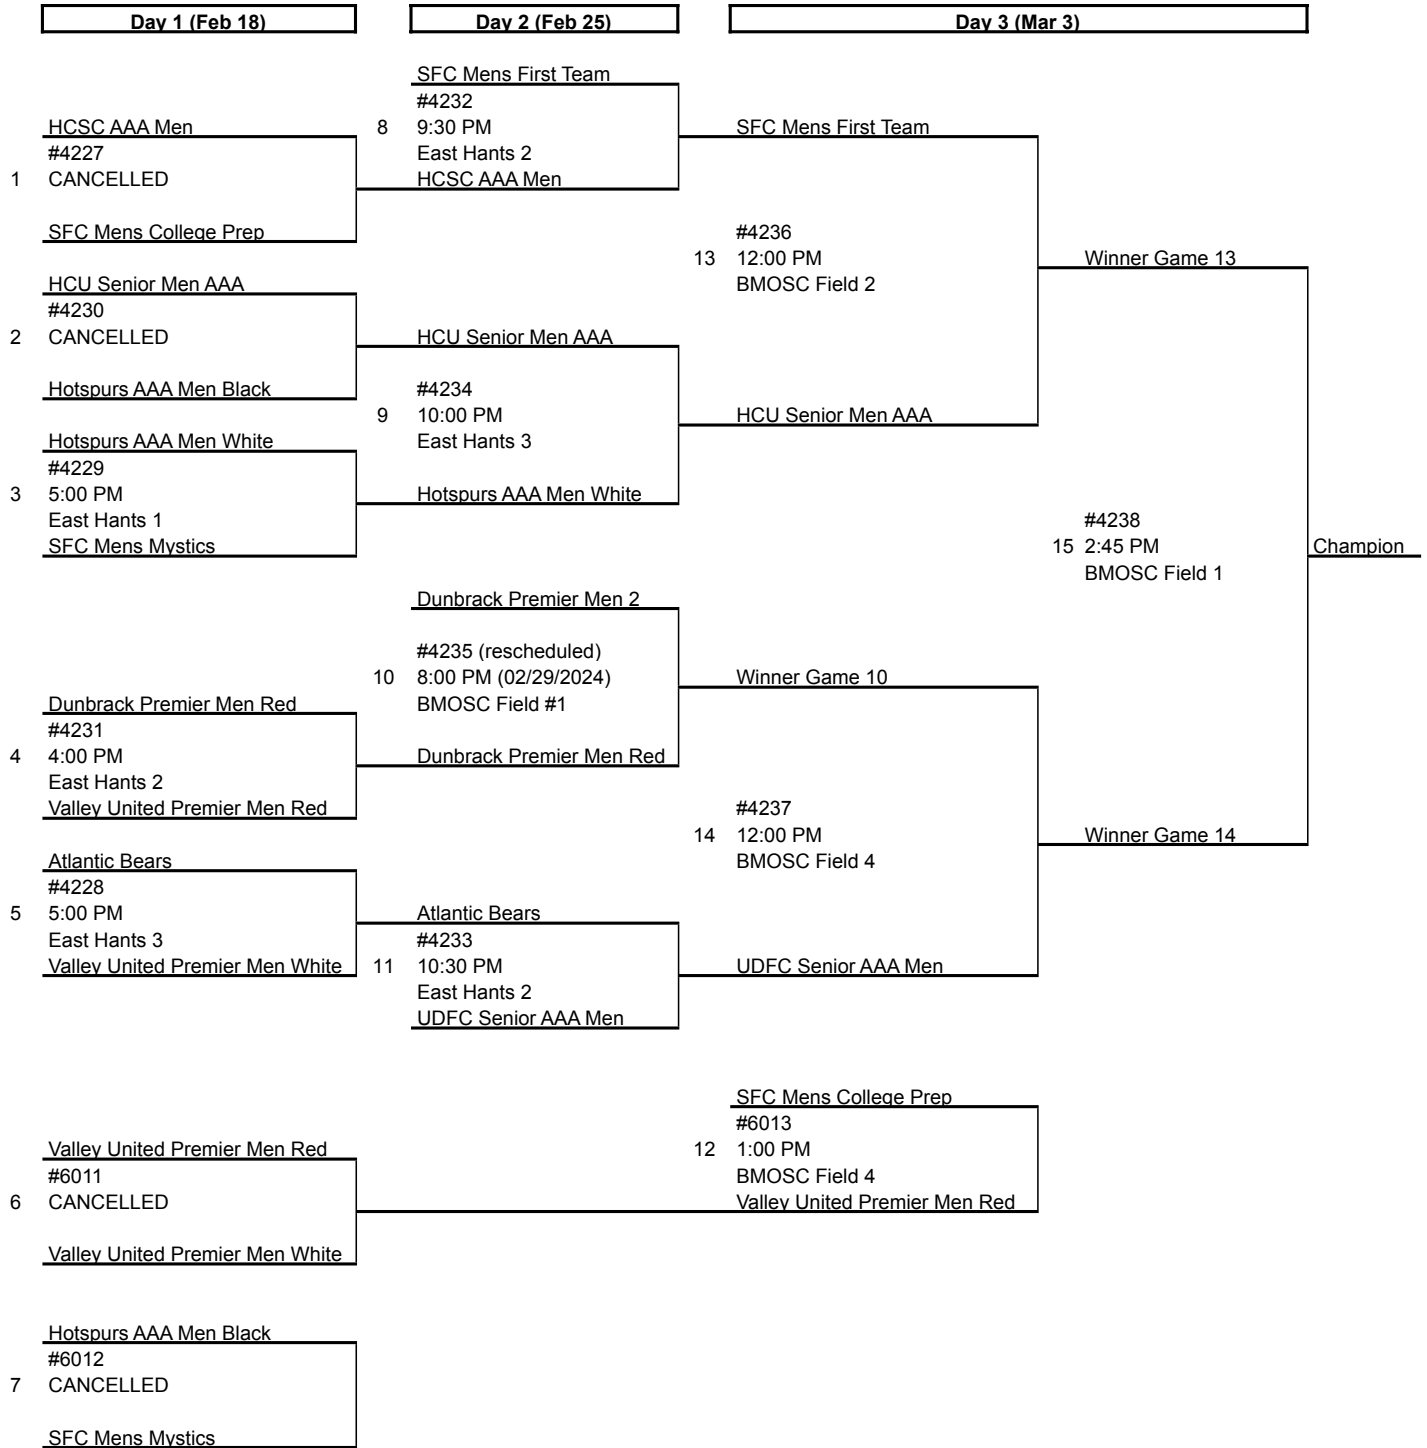 Day 1 (Feb 18)
Day 2 (Feb 25)
Day 3 (Mar 3)
HCSC AAA Men
#4227
1 CANCELLED
SFC Mens College Prep
HCU Senior Men AAA
#4230
2 CANCELLED
Hotspurs AAA Men Black
Hotspurs AAA Men White
#4229
3 5:00 PM
East Hants 1
SFC Mens Mystics
Dunbrack Premier Men Red
#4231
4 4:00 PM
East Hants 2
Valley United Premier Men Red
Atlantic Bears
#4228
5 5:00 PM
East Hants 3
Valley United Premier Men White
Valley United Premier Men Red
#6011
6 CANCELLED
Valley United Premier Men White
Hotspurs AAA Men Black
#6012
7 CANCELLED
SFC Mens Mystics
SFC Mens First Team
#4232
8 9:30 PM
East Hants 2
HCSC AAA Men
HCU Senior Men AAA
#4234
9 10:00 PM
East Hants 3
Hotspurs AAA Men White
Dunbrack Premier Men 2
#4235 (rescheduled)
10 8:00 PM (02/29/2024)
BMOSC Field #1
Dunbrack Premier Men Red
Atlantic Bears
#4233
11 10:30 PM
East Hants 2
UDFC Senior AAA Men
SFC Mens First Team
#4236
13 12:00 PM
BMOSC Field 2
HCU Senior Men AAA
Winner Game 10
#4237
14 12:00 PM
BMOSC Field 4
UDFC Senior AAA Men
SFC Mens College Prep
#6013
12 1:00 PM
BMOSC Field 4
Valley United Premier Men Red
Winner Game 13
#4238
15 2:45 PM
BMOSC Field 1
Winner Game 14
Champion